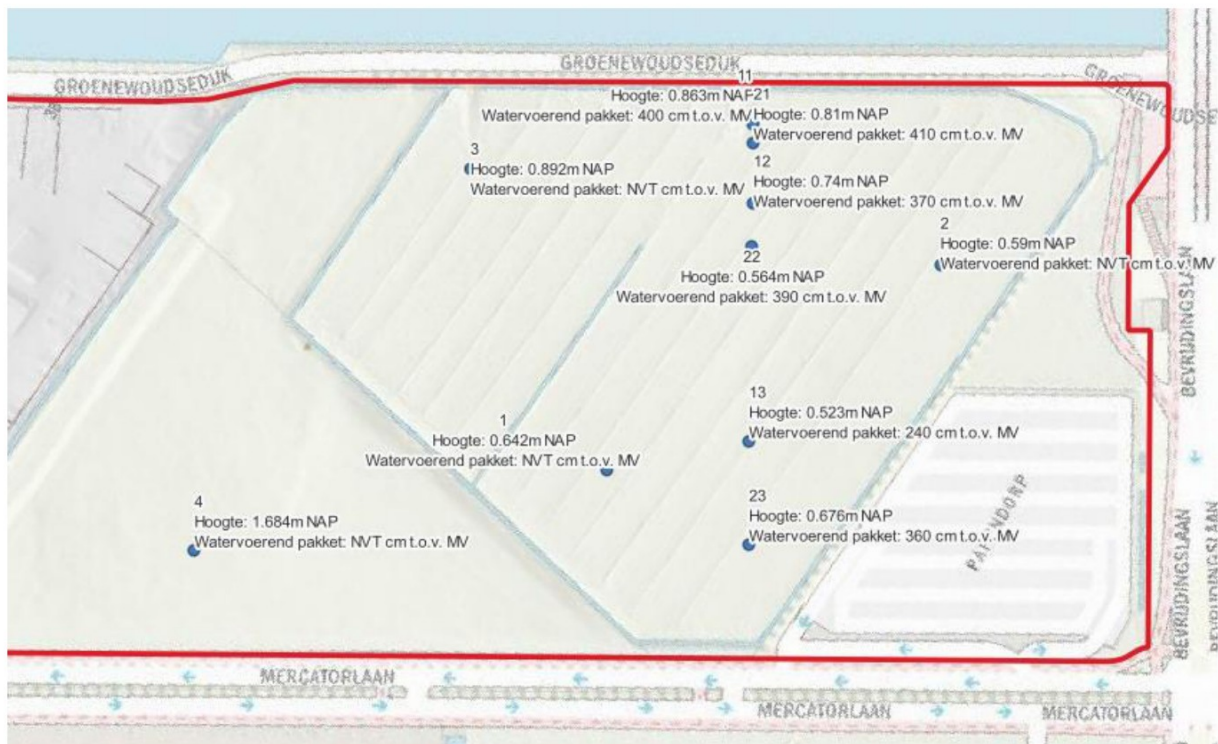 GROENEWOUDSEDIJK
GROENEWOUDSEDIJK
11
Hoogte: 0.863m NAP
Watervoerend pakket: 400 cm t.o.v. MV
21
Hoogte: 0.81m NAP
Watervoerend pakket: 410 cm t.o.v. MV
3
Hoogte: 0.892m NAP
Watervoerend pakket: NVT cm t.o.v. MV
12
Hoogte: 0.74m NAP
Watervoerend pakket: 370 cm t.o.v. MV
2
Hoogte: 0.59m NAP
Watervoerend pakket: NVT cm t.o.v. MV
22
Hoogte: 0.564m NAP
Watervoerend pakket: 390 cm t.o.v. MV
BEVRIJDINGSLAAN
13
Hoogte: 0.523m NAP
Watervoerend pakket: 240 cm t.o.v. MV
1
Hoogte: 0.642m NAP
Watervoerend pakket: NVT cm t.o.v. MV
4
Hoogte: 1.684m NAP
Watervoerend pakket: NVT cm t.o.v. MV
23
Hoogte: 0.676m NAP
Watervoerend pakket: 360 cm t.o.v. MV
PAPENDORP
BEVRIJDINGSLAAN
MERCATORLAAN
MERCATORLAAN
MERCATORLAAN